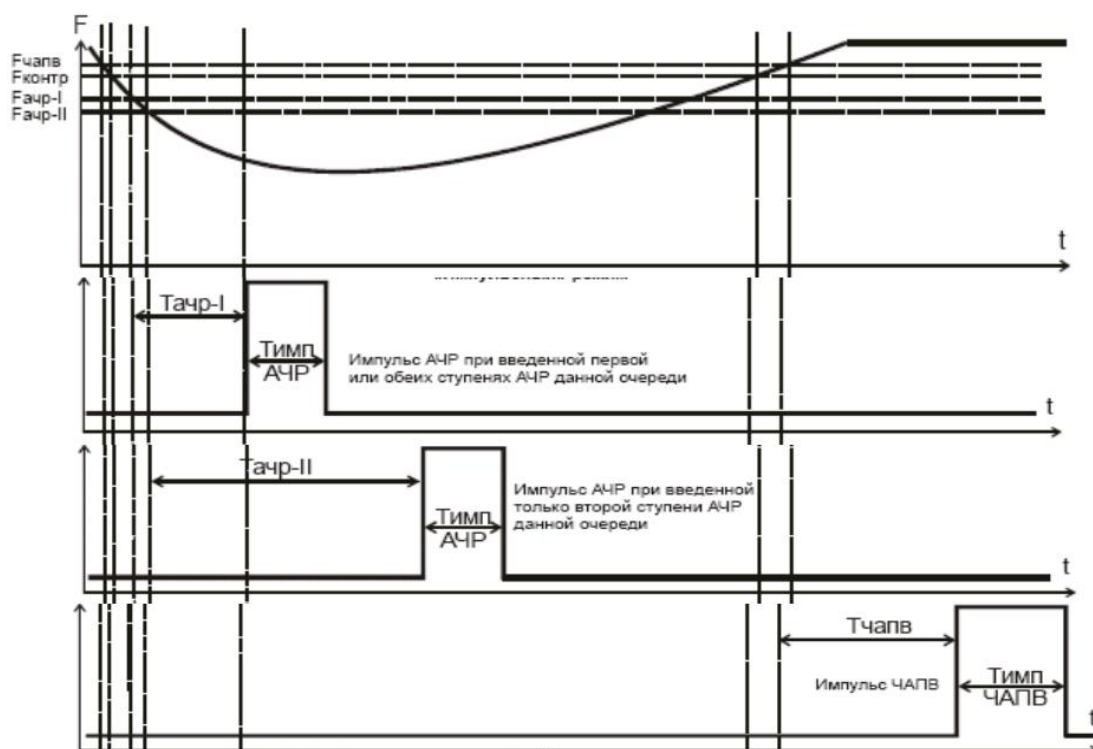 F
Fчапв
Fконтр
Fачр-I
Fачр-II
t
Тачр-I
Тимп
АЧР
Импульс АЧР при введенной первой
или обеих ступенях АЧР данной очереди
t
Тачр-II
Тимп
АЧР
Импульс АЧР при введенной
только второй ступени АЧР
данной очереди
t
Тчапв
Импульс ЧАПВ
Тимп
ЧАПВ
t